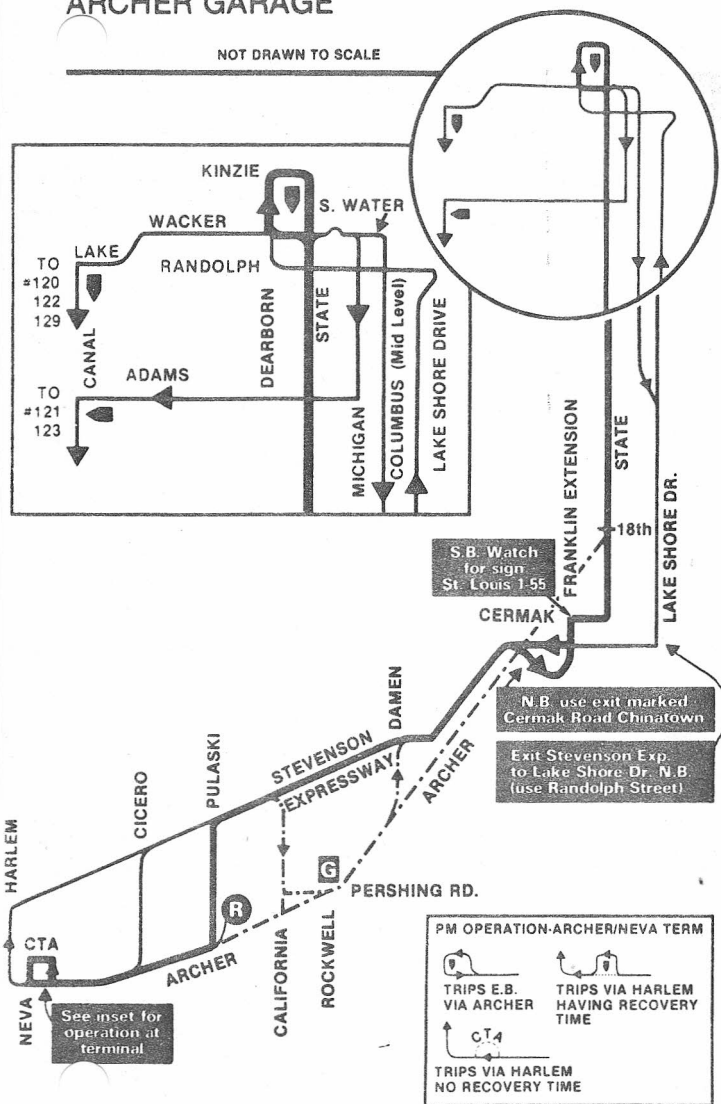 ARCHER GARAGE
NOT DRAWN TO SCALE
KINZIE
S. WATER
WACKER
LAKE
TO
#120
122
129
RANDOLPH
CANAL
DEARBORN
STATE
MICHIGAN
COLUMBUS (Mid Level)
LAKE SHORE DRIVE
ADAMS
TO
#121
123
FRANKLIN EXTENSION
STATE
LAKE SHORE DR.
18th
S.B. Watch
for sign
St. Louis 1-55
CERMAK
N.B. use exit marked
Cermak Road Chinatown
Exit Stevenson Exp.
to Lake Shore Dr. N.B.
(use Randolph Street)
DAMEN
STEVENSON
EXPRESSWAY
ARCHER
PULASKI
CICERO
HARLEM
G
PERSHING RD.
R
CTA
ARCHER
CALIFORNIA
ROCKWELL
NEVA
See inset for
operation at
terminal
PM OPERATION-ARCHER/NEVA TERM
TRIPS E.B.
VIA ARCHER
TRIPS VIA HARLEM
HAVING RECOVERY
TIME
CTA
TRIPS VIA HARLEM
NO RECOVERY TIME